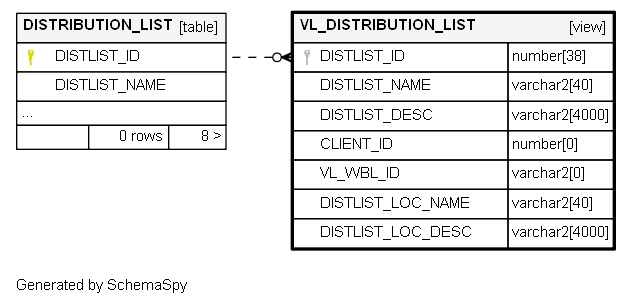 DISTRIBUTION_LIST [table]
DISTLIST_ID
DISTLIST_NAME
...
0 rows 8 >
VL_DISTRIBUTION_LIST [view]
DISTLIST_ID number[38]
DISTLIST_NAME varchar2[40]
DISTLIST_DESC varchar2[4000]
CLIENT_ID number[0]
VL_WBL_ID varchar2[0]
DISTLIST_LOC_NAME varchar2[40]
DISTLIST_LOC_DESC varchar2[4000]
Generated by SchemaSpy